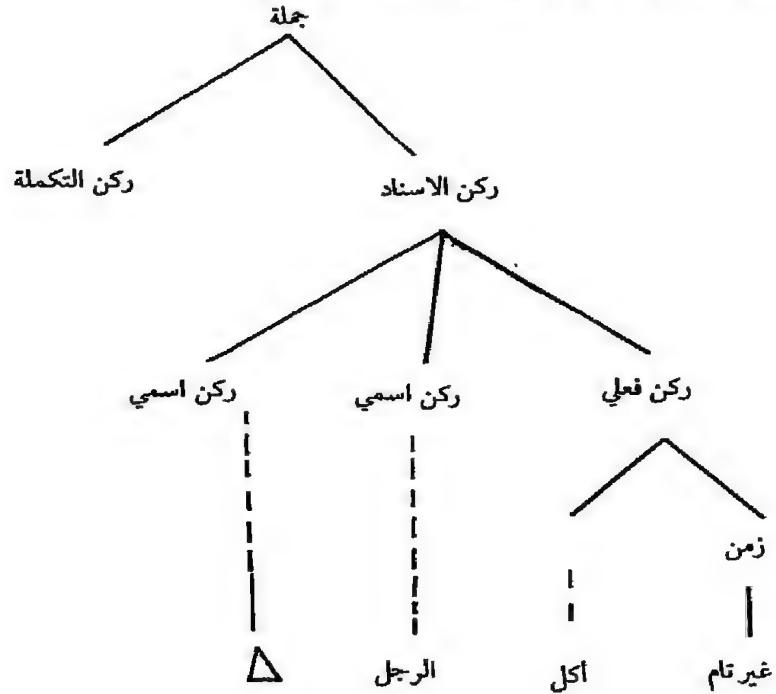 جملة
ركن الاسناد ركن التكملة
ركن فعلي ركن اسمي ركن اسمي
زمن
غير تام أكل الرجل Δ